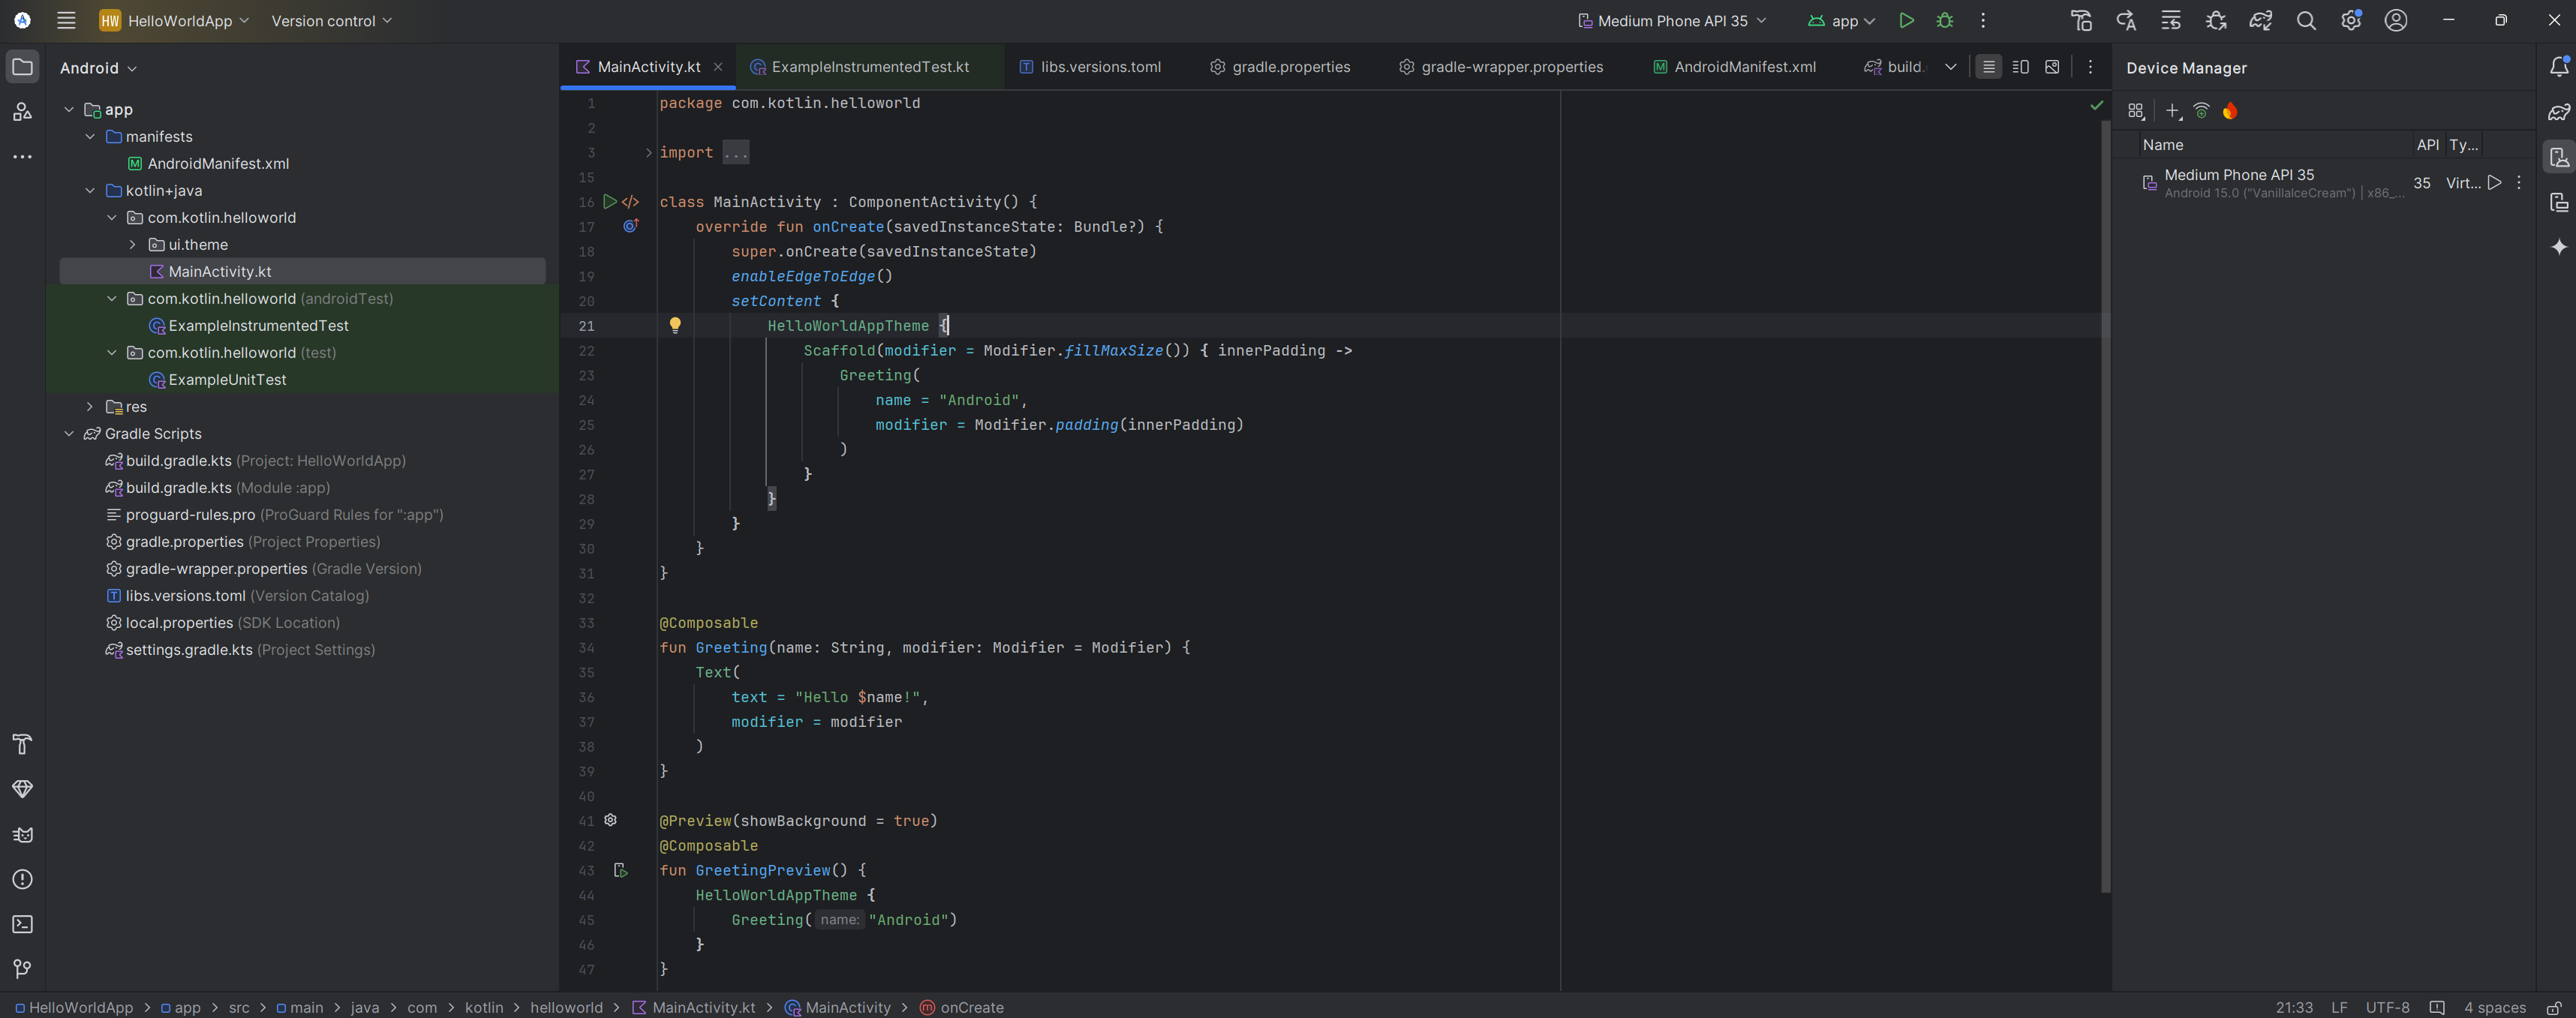 HW HelloWorldApp Version control Medium Phone API 35 app
Android
app
manifests
AndroidManifest.xml
kotlin+java
com.kotlin.helloworld
ui.theme
MainActivity.kt
com.kotlin.helloworld (androidTest)
ExampleInstrumentedTest
com.kotlin.helloworld (test)
ExampleUnitTest
res
Gradle Scripts
build.gradle.kts (Project: HelloWorldApp)
build.gradle.kts (Module :app)
proguard-rules.pro (ProGuard Rules for ":app")
gradle.properties (Project Properties)
gradle-wrapper.properties (Gradle Version)
libs.versions.toml (Version Catalog)
local.properties (SDK Location)
settings.gradle.kts (Project Settings)
MainActivity.kt ExampleInstrumentedTest.kt libs.versions.toml gradle.properties gradle-wrapper.properties AndroidManifest.xml build.
1 package com.kotlin.helloworld
2
3 import ...
15
16 class MainActivity : ComponentActivity() {
17 override fun onCreate(savedInstanceState: Bundle?) {
18 super.onCreate(savedInstanceState)
19 enableEdgeToEdge()
20 setContent {
21 HelloWorldAppTheme {
22 Scaffold(modifier = Modifier.fillMaxSize()) { innerPadding ->
23 Greeting(
24 name = "Android",
25 modifier = Modifier.padding(innerPadding)
26 )
27 }
28 }
29 }
30 }
31 }
32
33 @Composable
34 fun Greeting(name: String, modifier: Modifier = Modifier) {
35 Text(
36 text = "Hello $name!",
37 modifier = modifier
38 )
39 }
40
41 @Preview(showBackground = true)
42 @Composable
43 fun GreetingPreview() {
44 HelloWorldAppTheme {
45 Greeting( name: "Android")
46 }
47 }
Device Manager
Name API Ty...
Medium Phone API 35 35 Virt...
Android 15.0 ("VanillaIceCream") | x86_...
HelloWorldApp > app > src > main > java > com > kotlin > helloworld > MainActivity.kt > MainActivity > onCreate 21:33 LF UTF-8 4 spaces